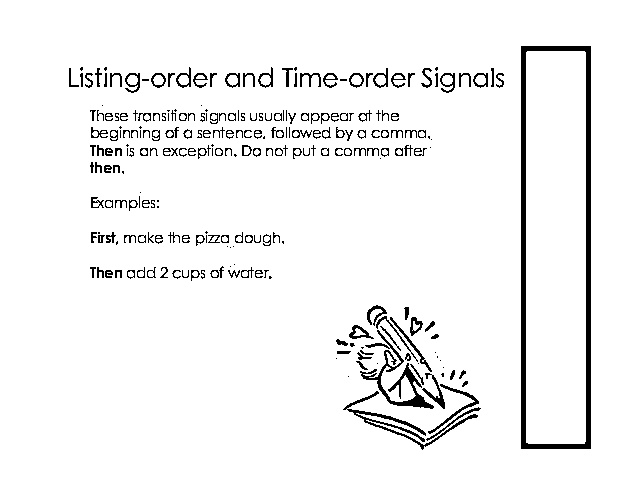 Listing-order and Time-order Signals
These transition signals usually appear at the
beginning of a sentence, followed by a comma.
Then is an exception. Do not put a comma after
then.
Examples:
First, make the pizza dough.
Then add 2 cups of water.